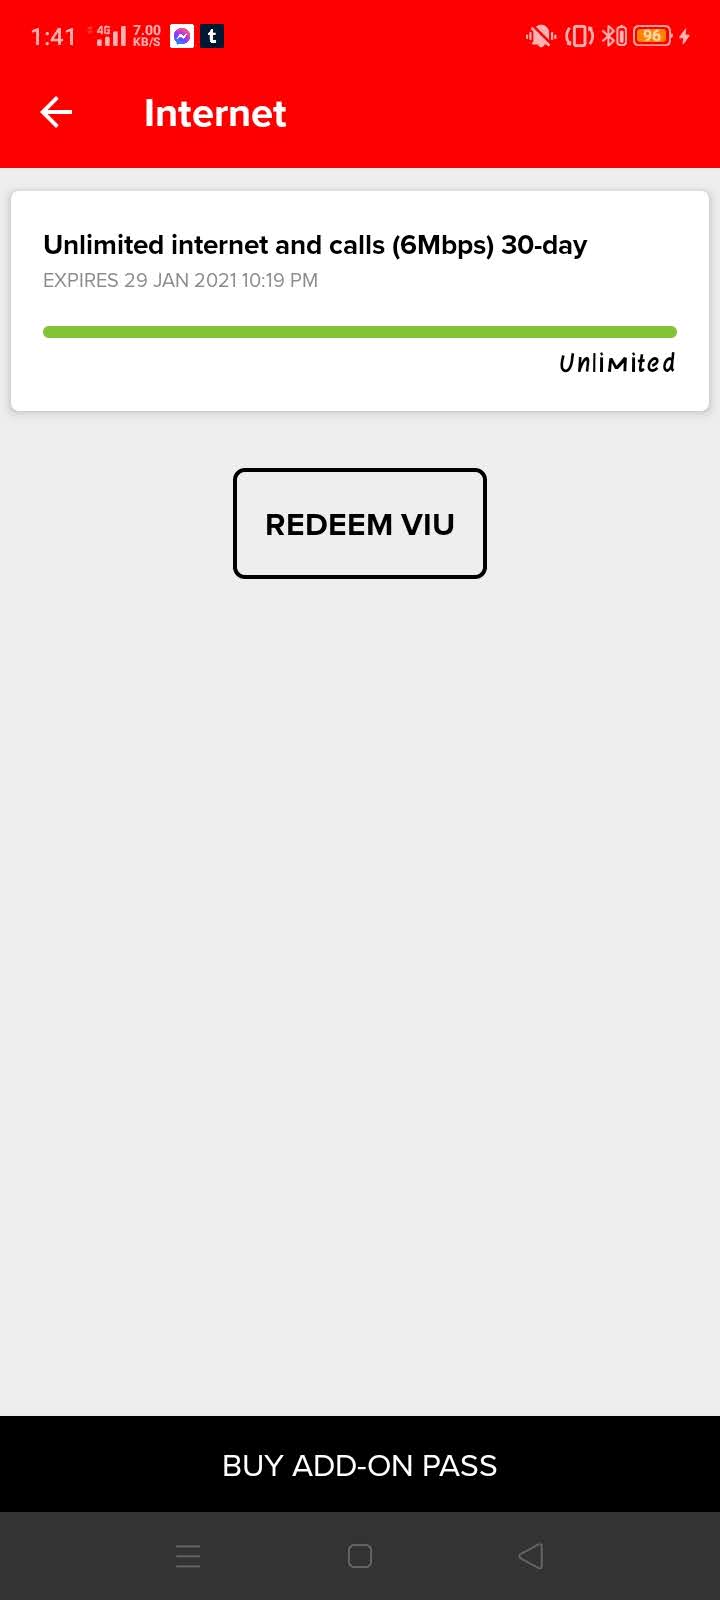 1:41 4G 7.00 KB/S t 96
Internet
Unlimited internet and calls (6Mbps) 30-day
EXPIRES 29 JAN 2021 10:19 PM
Unlimited
REDEEM VIU
BUY ADD-ON PASS